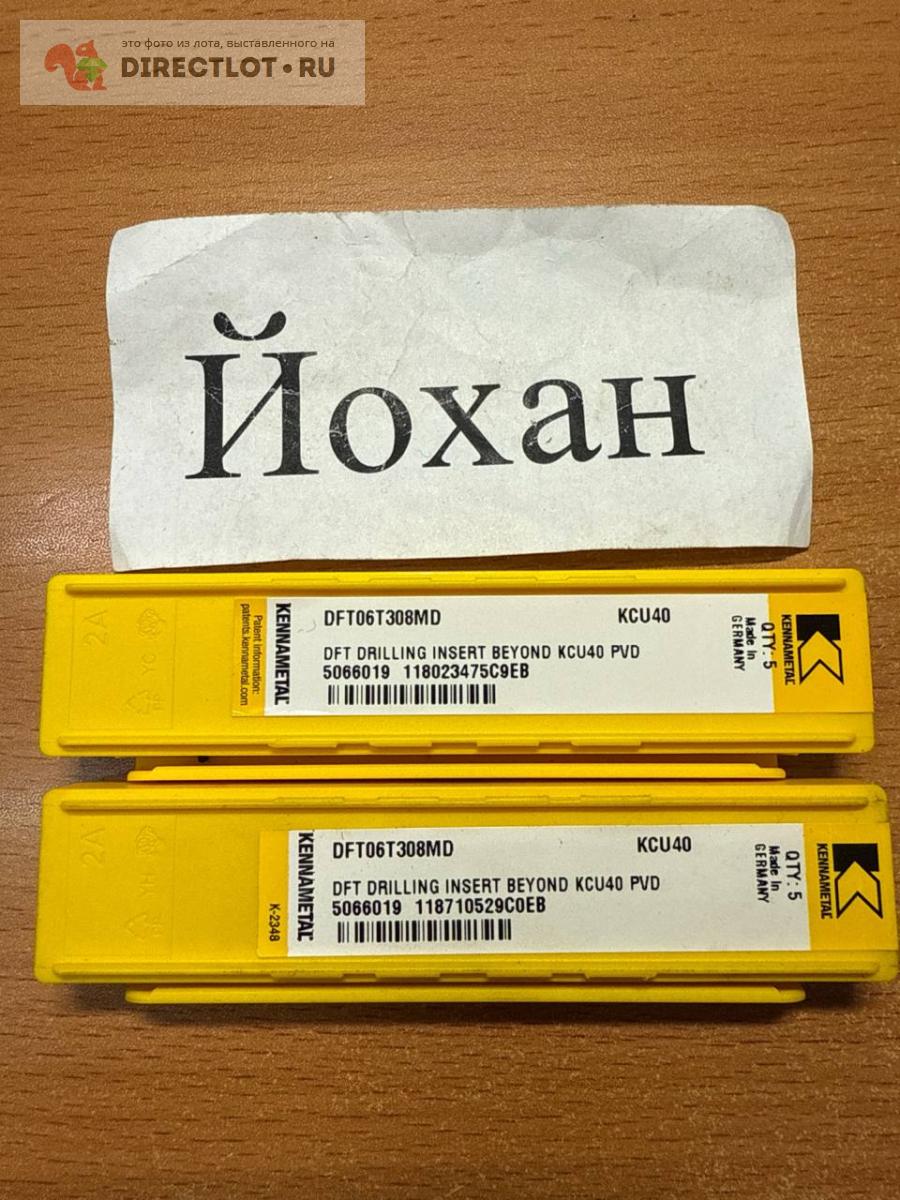 это фото из лота, выставленного на
DIRECTLOT•RU
Йохан
2A
Patent information:
patents.kennametal.com
KENNAMETAL
DFT06T308MD KCU40
DFT DRILLING INSERT BEYOND KCU40 PVD
5066019 118023475C9EB
QTY: 5
Made in
GERMANY
KENNAMETAL
2A
K-2348
KENNAMETAL
DFT06T308MD KCU40
DFT DRILLING INSERT BEYOND KCU40 PVD
5066019 118710529C0EB
QTY: 5
Made in
GERMANY
KENNAMETAL